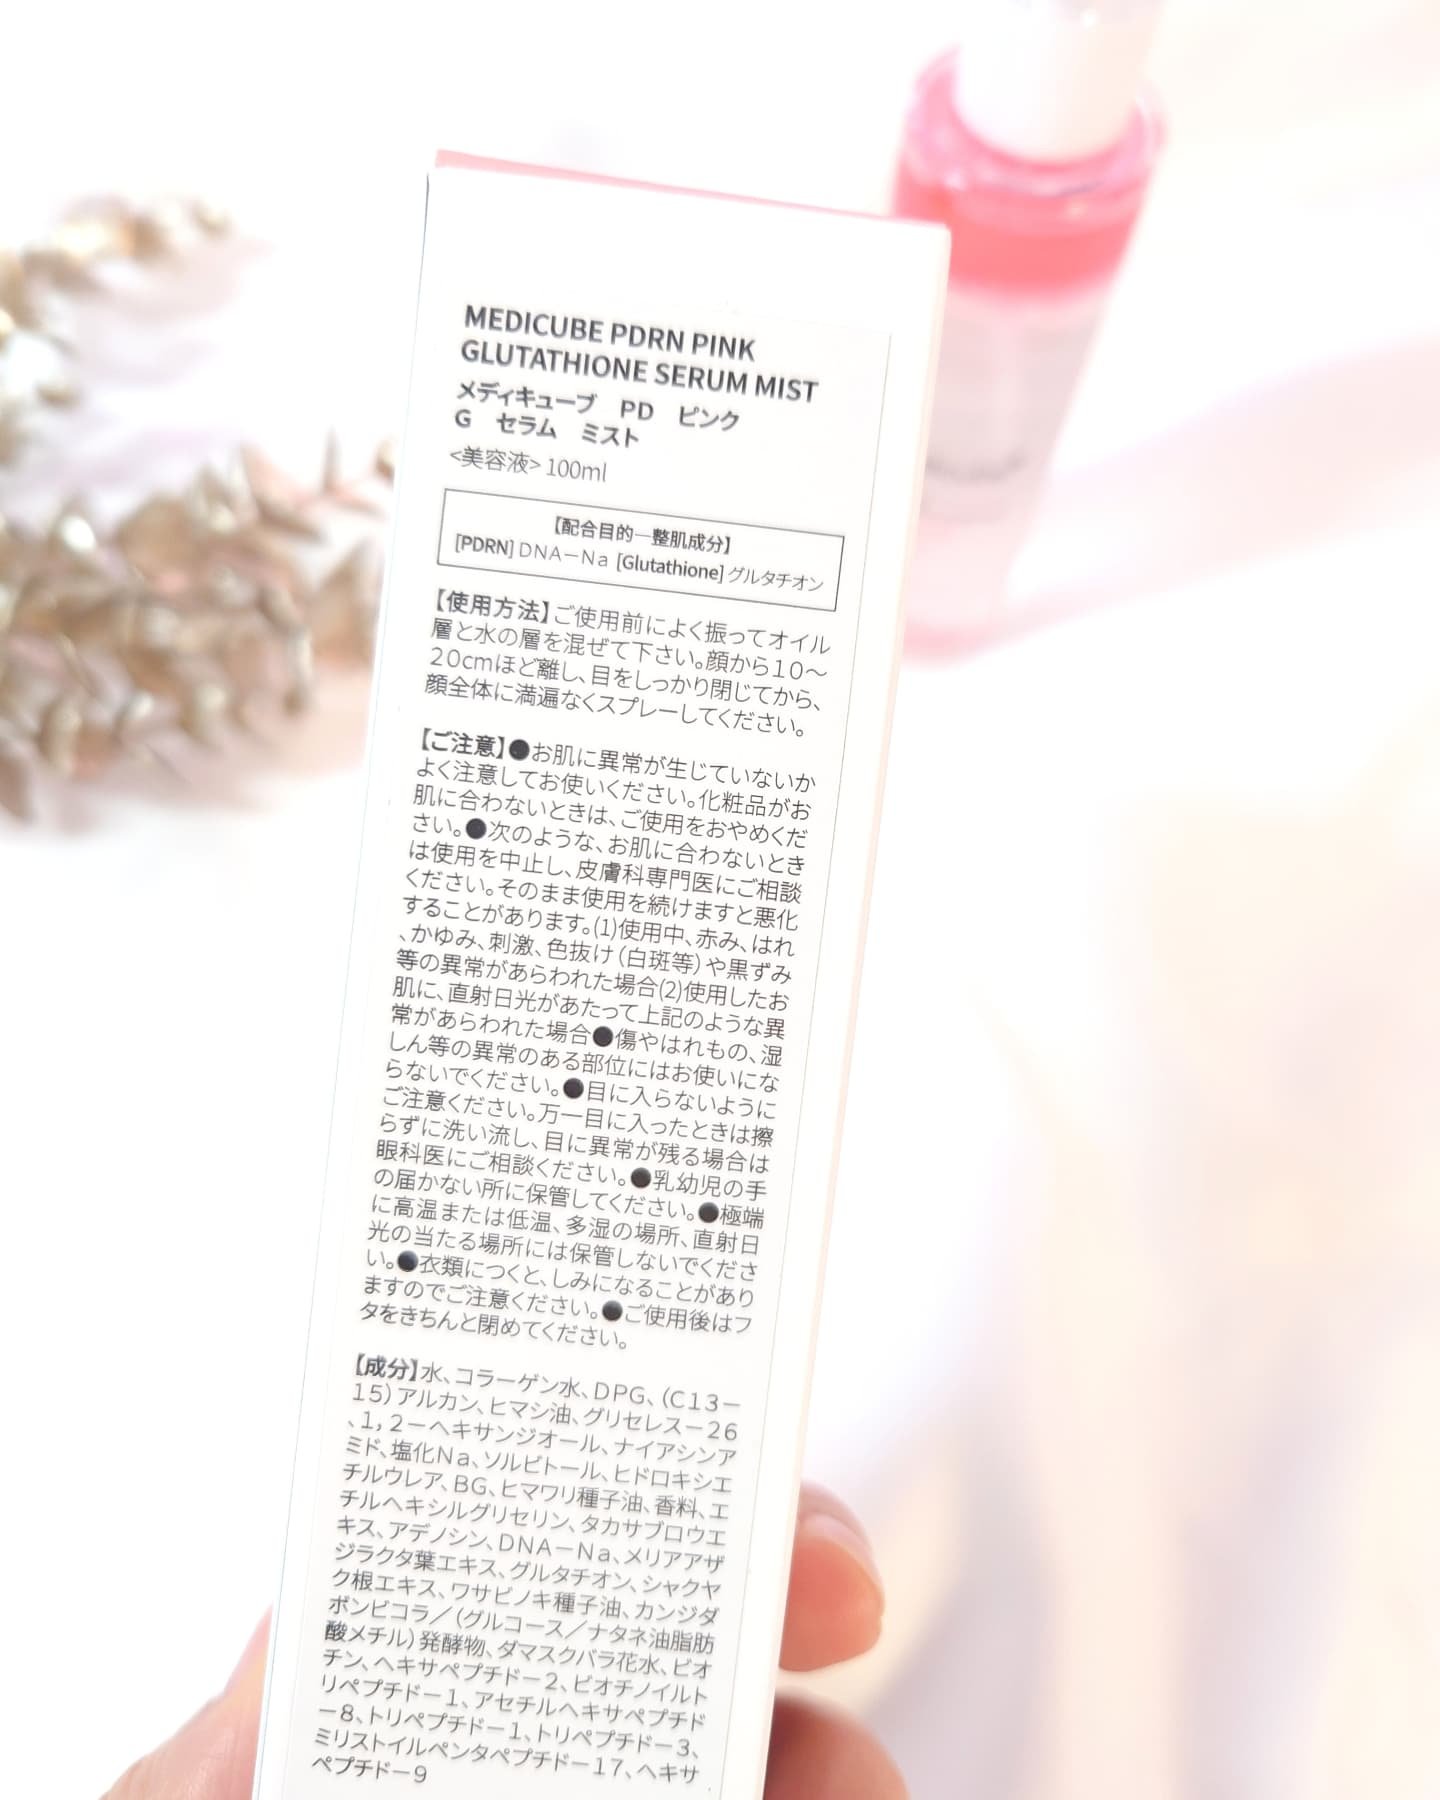 MEDICUBE PDRN PINK
GLUTATHIONE SERUM MIST
メディキューブ　PD　ピンク
G　セラム　ミスト
<美容液> 100ml
【配合目的―整肌成分】
[PDRN] DNA－Na [Glutathione] グルタチオン
【使用方法】ご使用前によく振ってオイル
層と水の層を混ぜて下さい。顔から10～
20cmほど離し、目をしっかり閉じてから、
顔全体に満遍なくスプレーしてください。
【ご注意】●お肌に異常が生じていないか
よく注意してお使いください。化粧品がお
肌に合わないときは、ご使用をおやめくだ
さい。●次のような、お肌に合わないとき
は使用を中止し、皮膚科専門医にご相談
ください。そのまま使用を続けますと悪化
することがあります。(1)使用中、赤み、はれ
、かゆみ、刺激、色抜け（白斑等）や黒ずみ
等の異常があらわれた場合(2)使用したお
肌に、直射日光があたって上記のような異
常があらわれた場合●傷やはれもの、湿
しん等の異常のある部位にはお使いにな
らないでください。●目に入らないように
ご注意ください。万一目に入ったときは擦
らずに洗い流し、目に異常が残る場合は
眼科医にご相談ください。●乳幼児の手
の届かない所に保管してください。●極端
に高温または低温、多湿の場所、直射日
光の当たる場所には保管しないでくださ
い。●衣類につくと、しみになることがあり
ますのでご注意ください。●ご使用後はフ
タをきちんと閉めてください。
【成分】水、コラーゲン水、DPG、（C13－
15）アルカン、ヒマシ油、グリセレス－26
、1，2－ヘキサンジオール、ナイアシンア
ミド、塩化Na、ソルビトール、ヒドロキシエ
チルウレア、BG、ヒマワリ種子油、香料、エ
チルヘキシルグリセリン、タカサブロウエ
キス、アデノシン、DNA－Na、メリアアザ
ジラクタ葉エキス、グルタチオン、シャクヤ
ク根エキス、ワサビノキ種子油、カンジダ
ボンビコラ／（グルコース／ナタネ油脂肪
酸メチル）発酵物、ダマスクバラ花水、ビオ
チン、ヘキサペプチド－2、ビオチノイルト
リペプチド－1、アセチルヘキサペプチド
－8、トリペプチド－1、トリペプチド－3、
ミリストイルペンタペプチド－17、ヘキサ
ペプチド－9